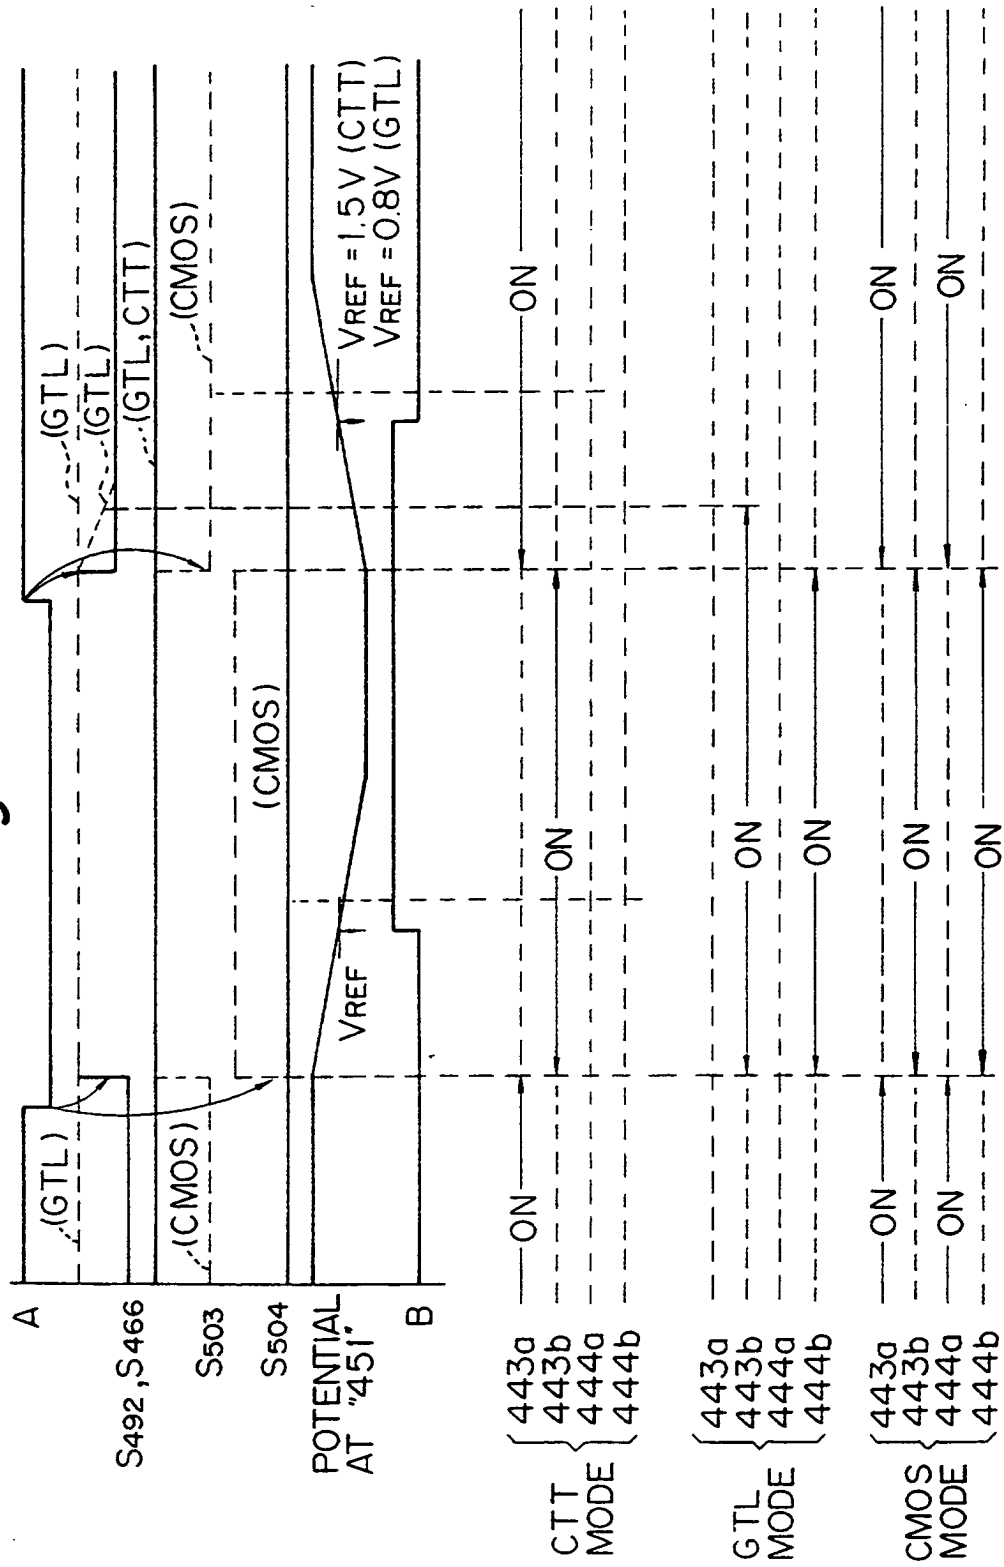 A
(GTL)
(GTL)
(GTL)
(GTL, CTT)
S492, S466
S503
(CMOS)
(CMOS)
S504
(CMOS)
POTENTIAL
AT "451"
VREF
VREF = 1.5V (CTT)
VREF = 0.8V (GTL)
B
CTT
MODE
443a
ON
ON
443b
ON
444a
444b
GTL
MODE
443a
443b
ON
444a
444b
ON
CMOS
MODE
443a
ON
ON
443b
ON
444a
ON
ON
444b
ON